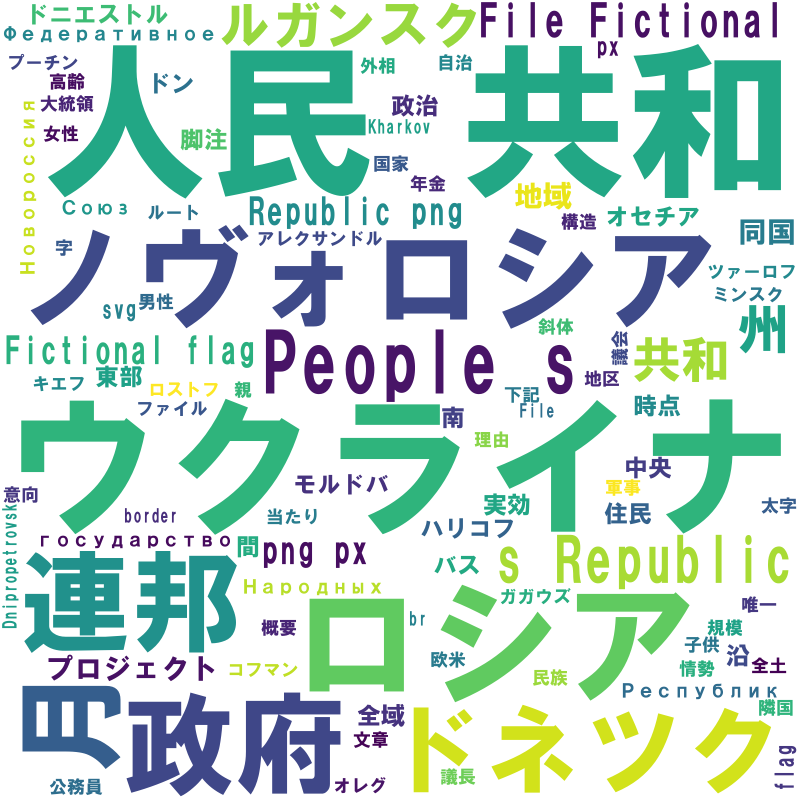 ドニエストル
ルガンスク
File Fictional
Федеративное
px
プーチン
外相
自治
高齢
ドン
大統領
政治
人民 共和
女性
脚注
Kharkov
国家
年金
地域
Новороссия
Союз
ルート
Republic png
構造
オセチア
同国
字
アレクサンドル
ノヴォロシア
ツァーロフ
ミンスク
svg
男性
州
斜体
議会
Fictional flag
People s
共和
キエフ
東部
ロストフ
親
地区
ファイル
下記
File
南
時点
ウクライナ
理由
中央
モルドバ
軍事
意向
実効
太字
border
当たり
ハリコフ
住民
Dnipropetrovsk
государство
間
png px
バス
s Republic
連邦
Народных
ガガウズ
唯一
ロシア
br
概要
規模
子供
沿
プロジェクト
コフマン
欧米
情勢
全土
民族
Республик
円
政府
全域
隣国
ドネツク
文章
flag
公務員
オレグ
議長